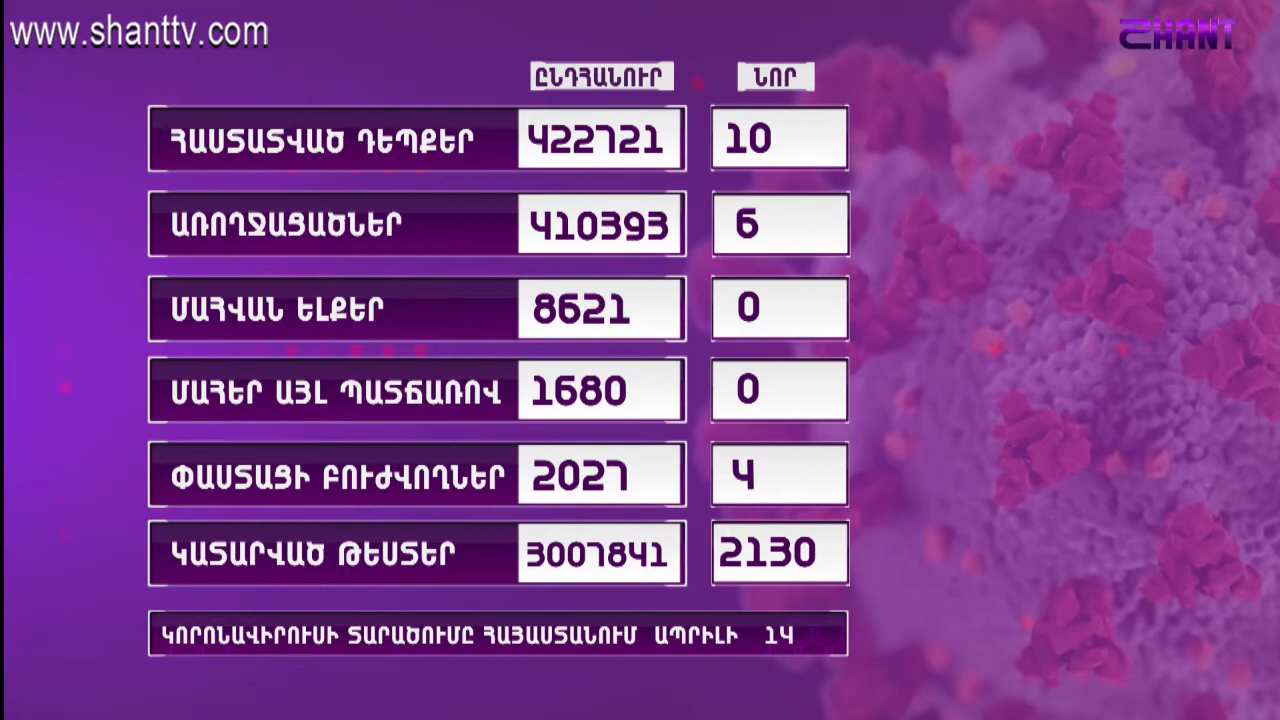 www.shanttv.com
SHANT
ԸՆԴՀԱՆՈՒՐ ՆՈՐ
ՀԱՍՏԱՏՎԱԾ ԴԵՊՔԵՐ 422721 10
ԱՌՈՂՋԱՑԱԾՆԵՐ 410393 6
ՄԱՀՎԱՆ ԵԼՔԵՐ 8621 0
ՄԱՀԵՐ ԱՅԼ ՊԱՏՃԱՌՈՎ 1680 0
ՓԱՍՏԱՑԻ ԲՈՒԺՎՈՂՆԵՐ 2027 4
ԿԱՏԱՐՎԱԾ ԹԵՍՏԵՐ 3007841 2130
ԿՈՐՈՆԱՎԻՐՈՒՍԻ ՏԱՐԱԾՈՒՄԸ ՀԱՅԱՍՏԱՆՈՒՄ ԱՊՐԻԼԻ 14